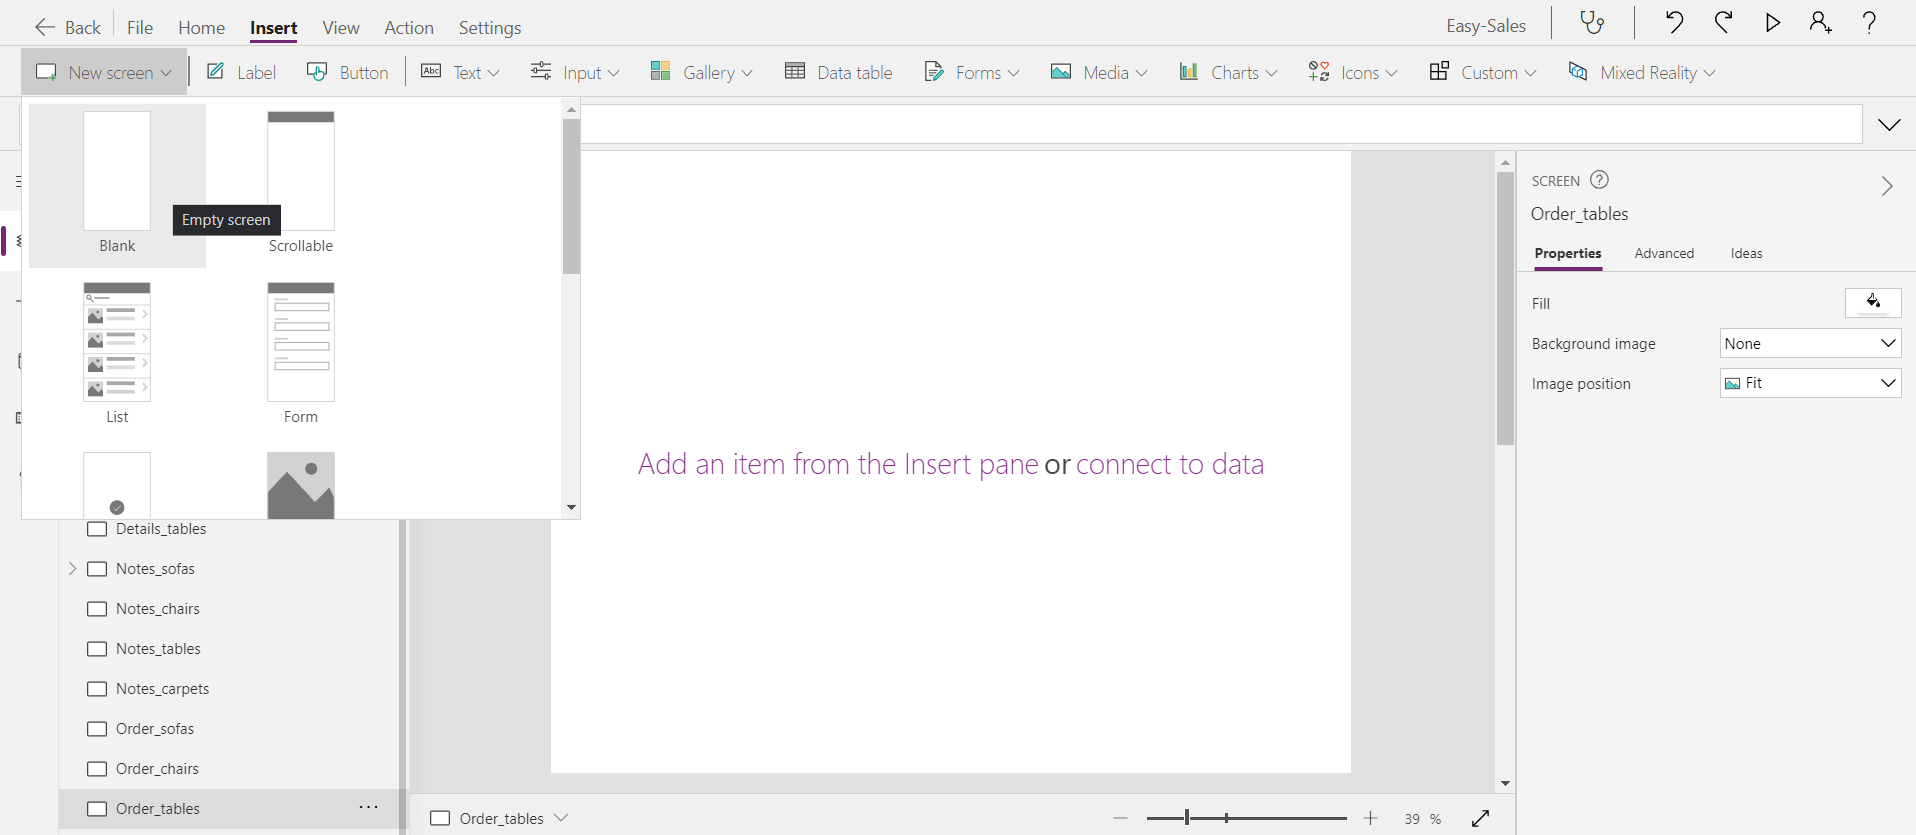 Back File Home Insert View Action Settings Easy-Sales
New screen Label Button Abc Text Input Gallery Data table Forms Media Charts Icons Custom Mixed Reality
Empty screen
Blank Scrollable
List Form
Details_tables
Notes_sofas
Notes_chairs
Notes_tables
Notes_carpets
Order_sofas
Order_chairs
Order_tables ...
Add an item from the Insert pane or connect to data
Order_tables 39 %
SCREEN ?
Order_tables
Properties Advanced Ideas
Fill
Background image None
Image position Fit